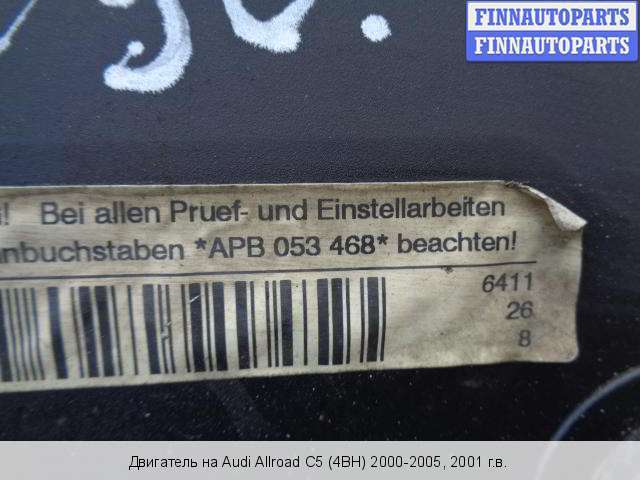 FINNAUTOPARTS
FINNAUTOPARTS
Bei allen Pruef- und Einstellarbeiten
*APB 053 468* beachten!
*
6411
26
8
Двигатель на Audi Allroad C5 (4BH) 2000-2005, 2001 г.в.